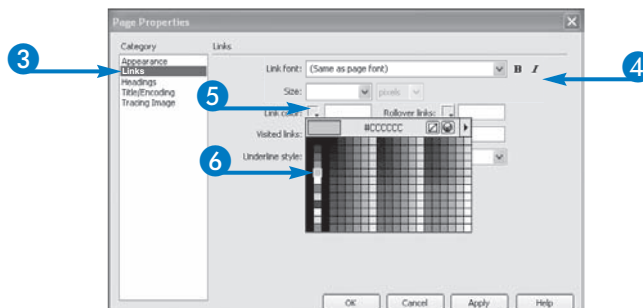 Page Properties
Category
Links
Appearance
Links
Headings
Title/Encoding
Tracing Image
3
Link font: (Same as page font) B I
4
Size: pixels
5
Link color: Rollover links:
#CCCCCC
Visited links:
6
Underline style:
OK Cancel Apply Help